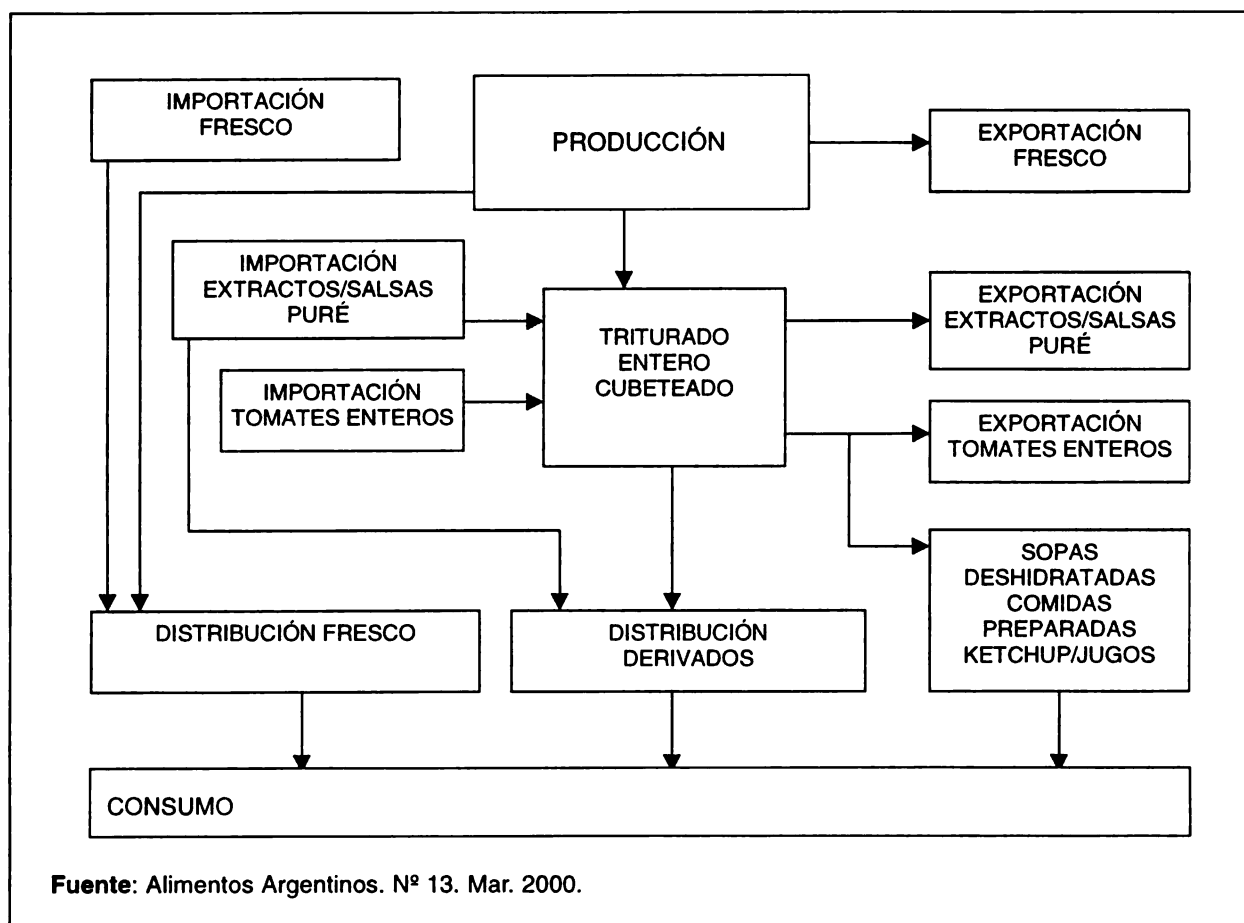 IMPORTACIÓN
FRESCO
PRODUCCIÓN
EXPORTACIÓN
FRESCO
IMPORTACIÓN
EXTRACTOS/SALSAS
PURÉ
TRITURADO
ENTERO
CUBETEADO
EXPORTACIÓN
EXTRACTOS/SALSAS
PURÉ
IMPORTACIÓN
TOMATES ENTEROS
EXPORTACIÓN
TOMATES ENTEROS
SOPAS
DESHIDRATADAS
COMIDAS
PREPARADAS
KETCHUP/JUGOS
DISTRIBUCIÓN FRESCO
DISTRIBUCIÓN
DERIVADOS
CONSUMO
Fuente: Alimentos Argentinos. Nº 13. Mar. 2000.